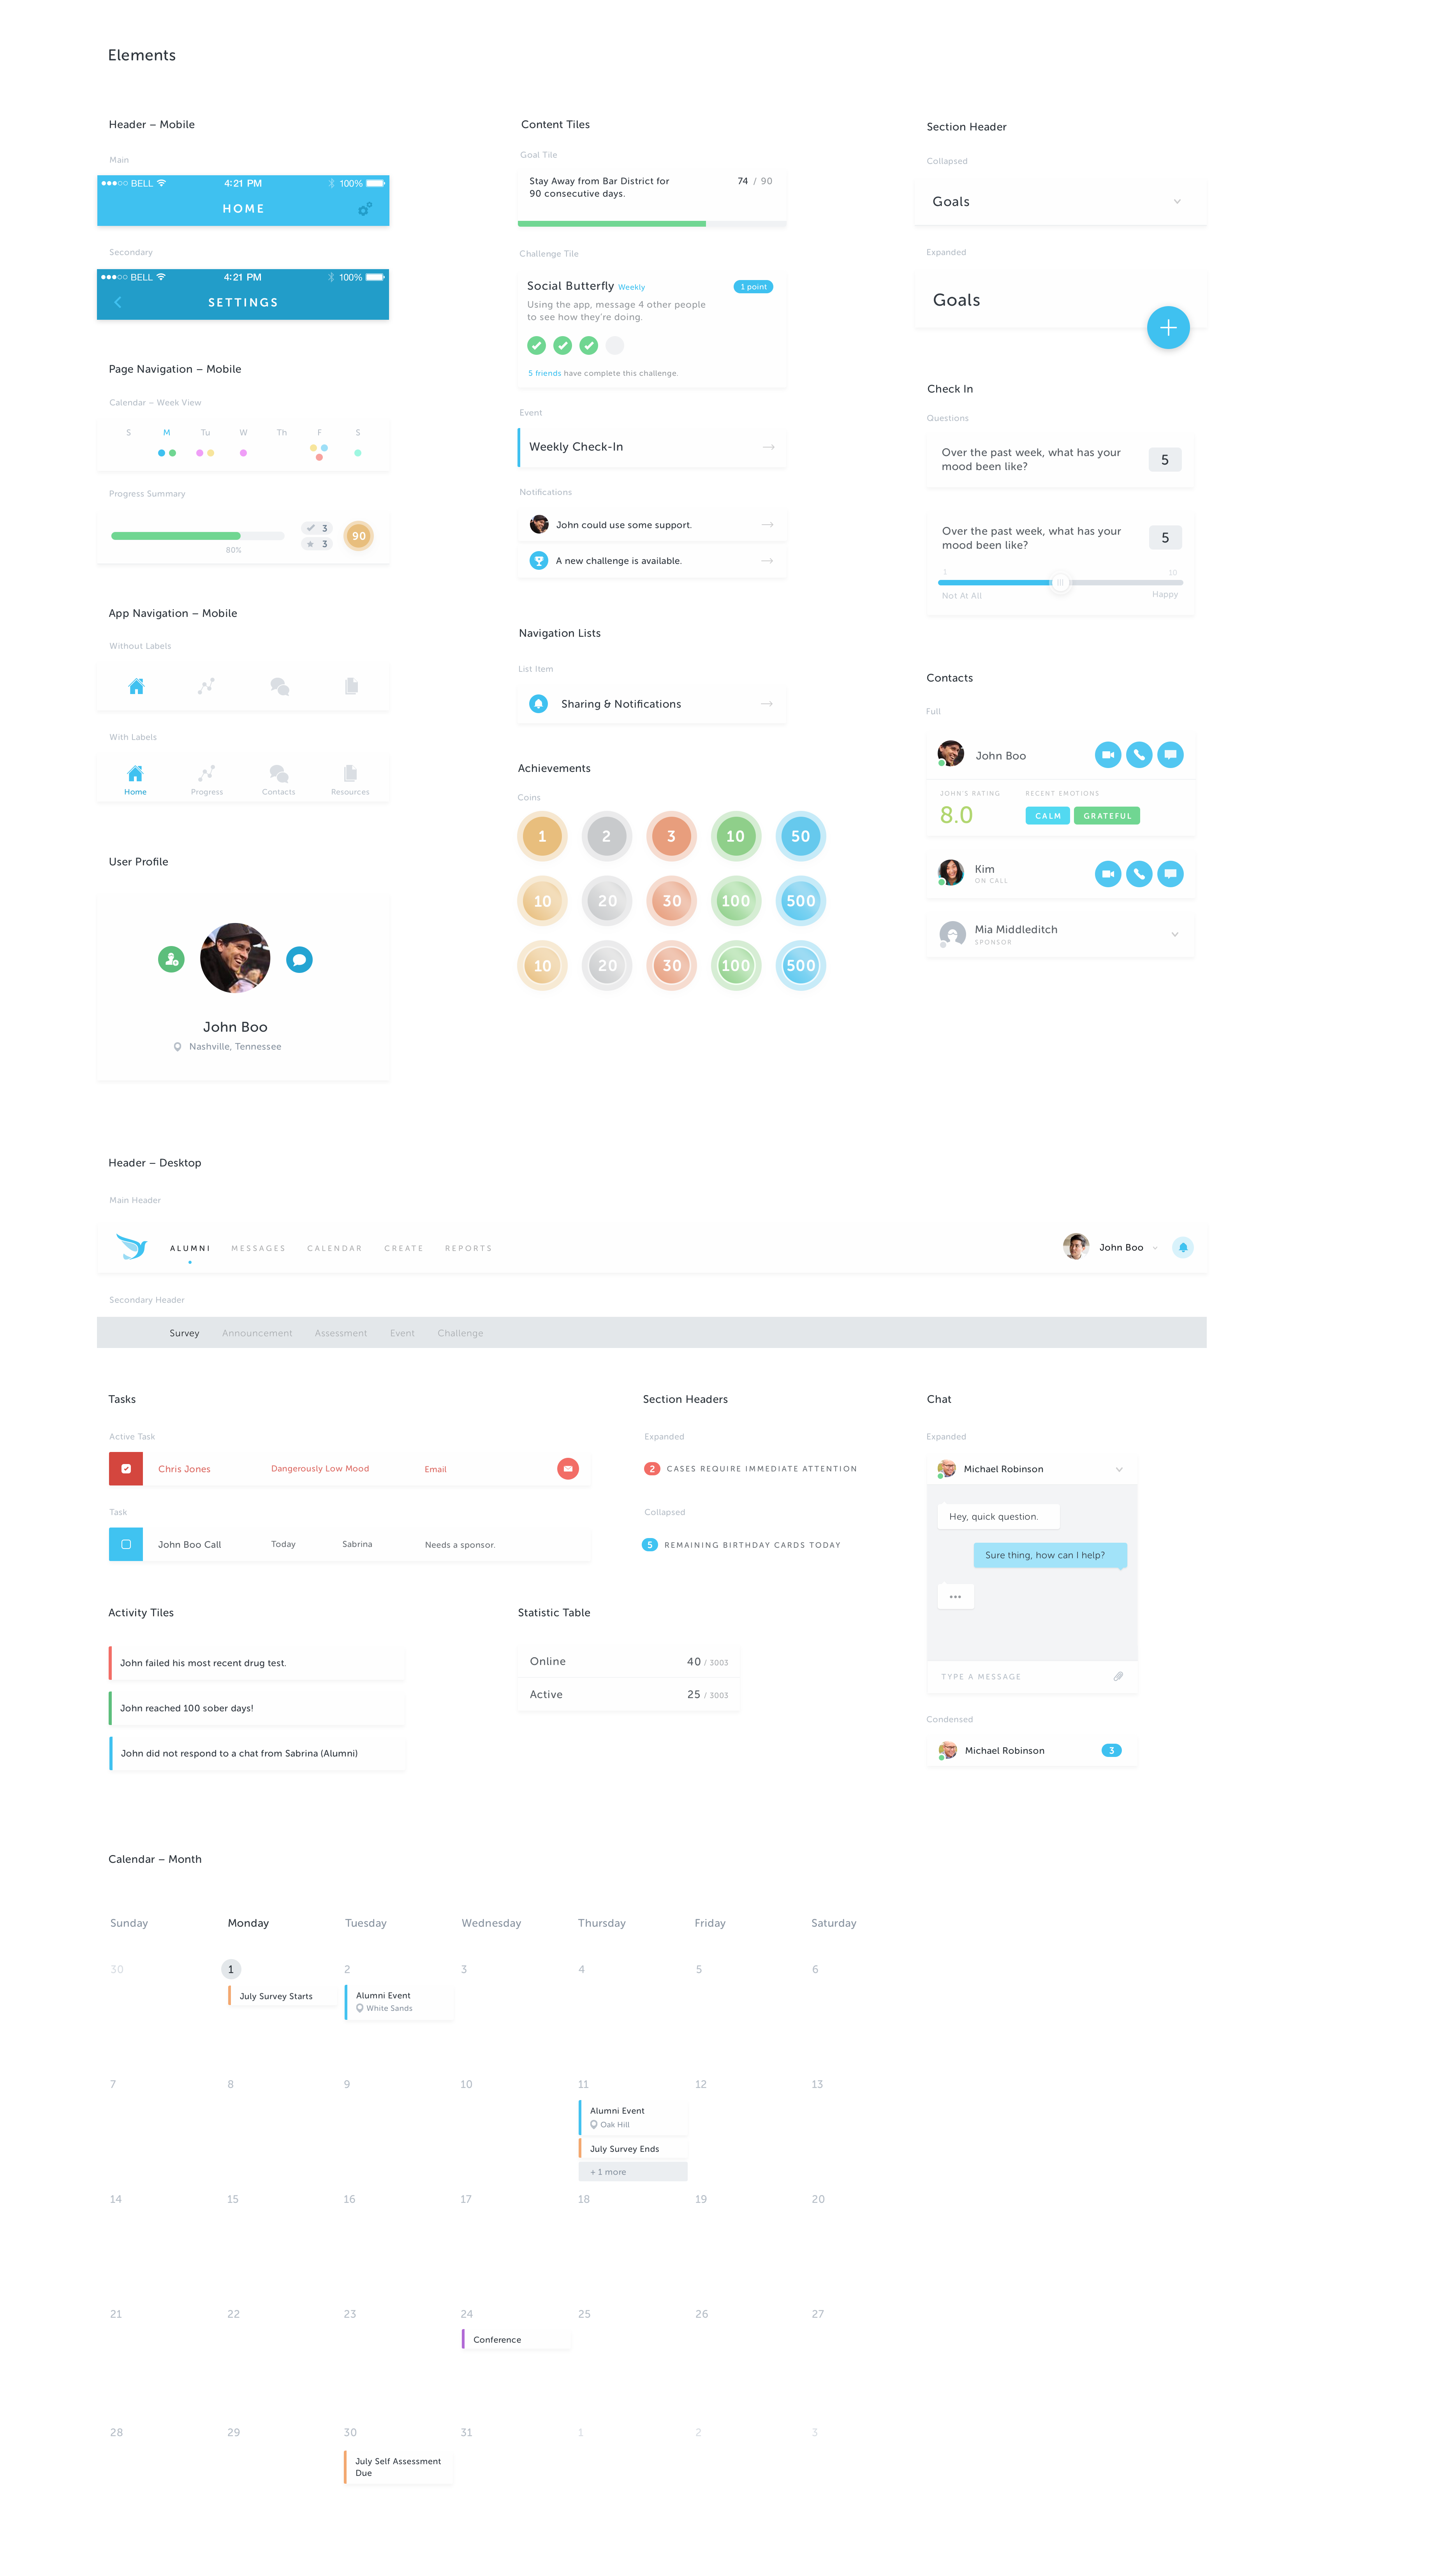 Elements
Header – Mobile
Main
BELL 4:21 PM 100%
HOME
Secondary
BELL 4:21 PM 100%
SETTINGS
Page Navigation – Mobile
Calendar – Week View
S M Tu W Th F S
Progress Summary
3
3
90
80%
App Navigation – Mobile
Without Labels
With Labels
Home Progress Contacts Resources
User Profile
John Boo
Nashville, Tennessee
Content Tiles
Goal Tile
Stay Away from Bar District for
90 consecutive days.
74 / 90
Challenge Tile
Social Butterfly Weekly
1 point
Using the app, message 4 other people
to see how they're doing.
5 friends have complete this challenge.
Event
Weekly Check-In
Notifications
John could use some support.
A new challenge is available.
Navigation Lists
List Item
Sharing & Notifications
Achievements
Coins
1 2 3 10 50
10 20 30 100 500
10 20 30 100 500
Section Header
Collapsed
Goals
Expanded
Goals
Check In
Questions
Over the past week, what has your
mood been like?
5
Over the past week, what has your
mood been like?
5
1 10
Not At All Happy
Contacts
Full
John Boo
JOHN'S RATING RECENT EMOTIONS
8.0 CALM GRATEFUL
Kim
ON CALL
Mia Middleditch
SPONSOR
Header – Desktop
Main Header
ALUMNI MESSAGES CALENDAR CREATE REPORTS John Boo
Secondary Header
Survey Announcement Assessment Event Challenge
Tasks
Active Task
Chris Jones Dangerously Low Mood Email
Task
John Boo Call Today Sabrina Needs a sponsor.
Section Headers
Expanded
2 CASES REQUIRE IMMEDIATE ATTENTION
Collapsed
5 REMAINING BIRTHDAY CARDS TODAY
Chat
Expanded
Michael Robinson
Hey, quick question.
Sure thing, how can I help?
TYPE A MESSAGE
Condensed
Michael Robinson 3
Activity Tiles
John failed his most recent drug test.
John reached 100 sober days!
John did not respond to a chat from Sabrina (Alumni)
Statistic Table
Online 40 / 3003
Active 25 / 3003
Calendar – Month
Sunday Monday Tuesday Wednesday Thursday Friday Saturday
30 1 2 3 4 5 6
July Survey Starts
Alumni Event
White Sands
7 8 9 10 11 12 13
Alumni Event
Oak Hill
July Survey Ends
+ 1 more
14 15 16 17 18 19 20
21 22 23 24 25 26 27
Conference
28 29 30 31 1 2 3
July Self Assessment
Due